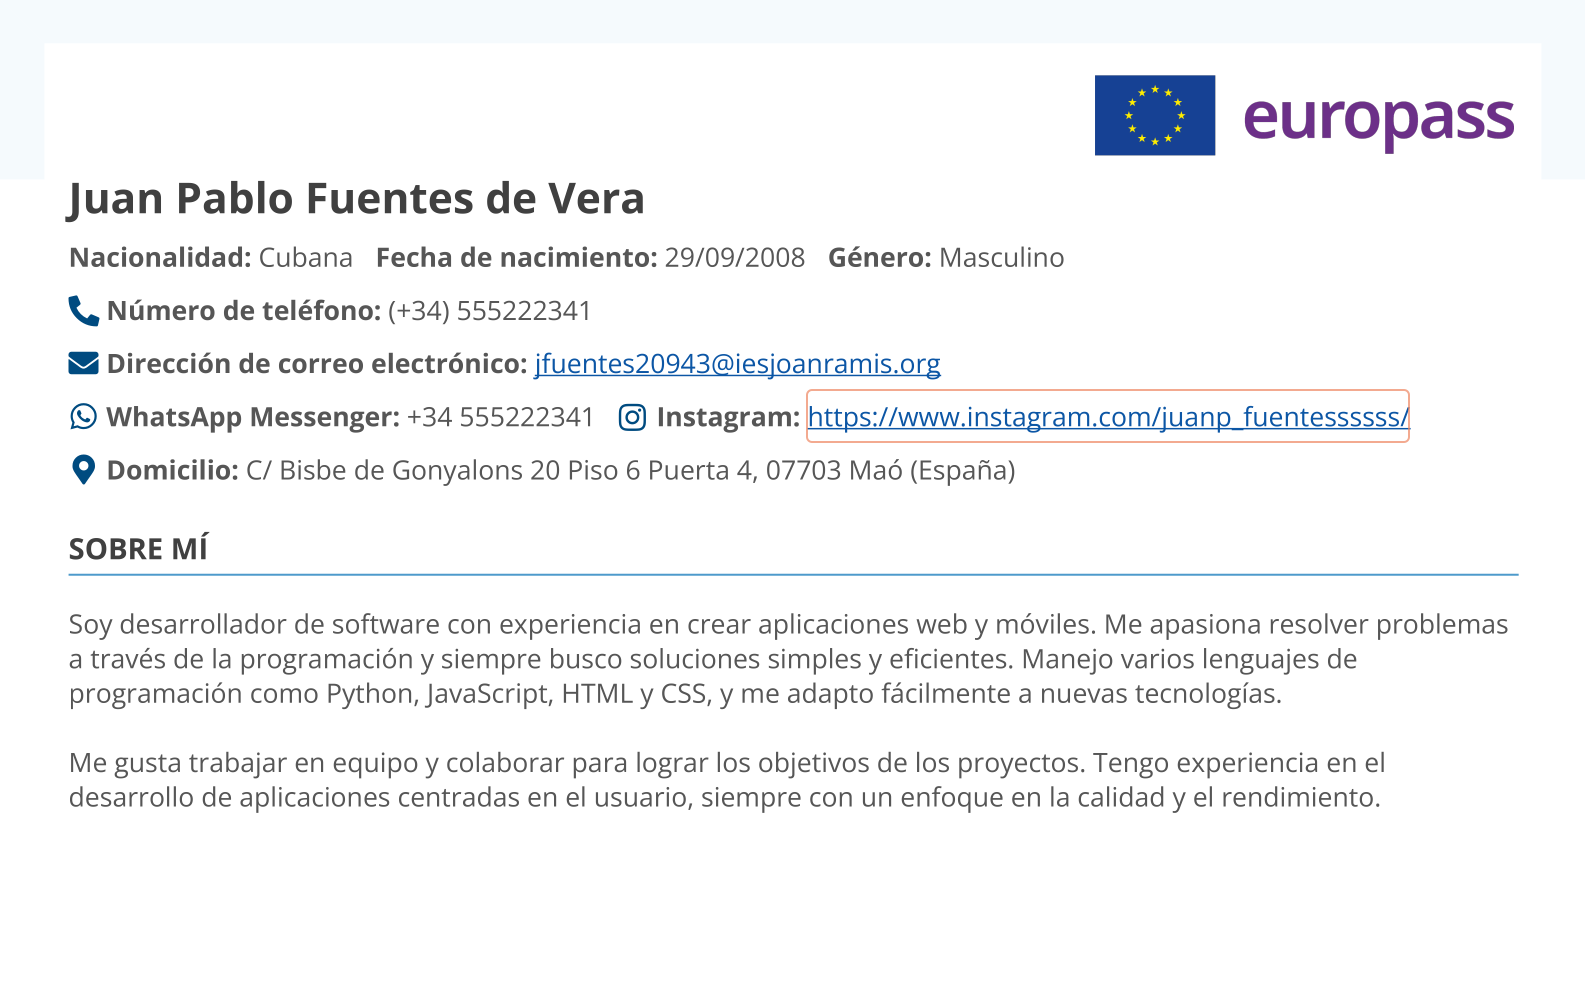 europass
Juan Pablo Fuentes de Vera
Nacionalidad: Cubana Fecha de nacimiento: 29/09/2008 Género: Masculino
Número de teléfono: (+34) 555222341
Dirección de correo electrónico: jfuentes20943@iesjoanramis.org
WhatsApp Messenger: +34 555222341 Instagram: https://www.instagram.com/juanp_fuentessssss/
Domicilio: C/ Bisbe de Gonyalons 20 Piso 6 Puerta 4, 07703 Maó (España)
SOBRE MÍ
Soy desarrollador de software con experiencia en crear aplicaciones web y móviles. Me apasiona resolver problemas
a través de la programación y siempre busco soluciones simples y eficientes. Manejo varios lenguajes de
programación como Python, JavaScript, HTML y CSS, y me adapto fácilmente a nuevas tecnologías.
Me gusta trabajar en equipo y colaborar para lograr los objetivos de los proyectos. Tengo experiencia en el
desarrollo de aplicaciones centradas en el usuario, siempre con un enfoque en la calidad y el rendimiento.